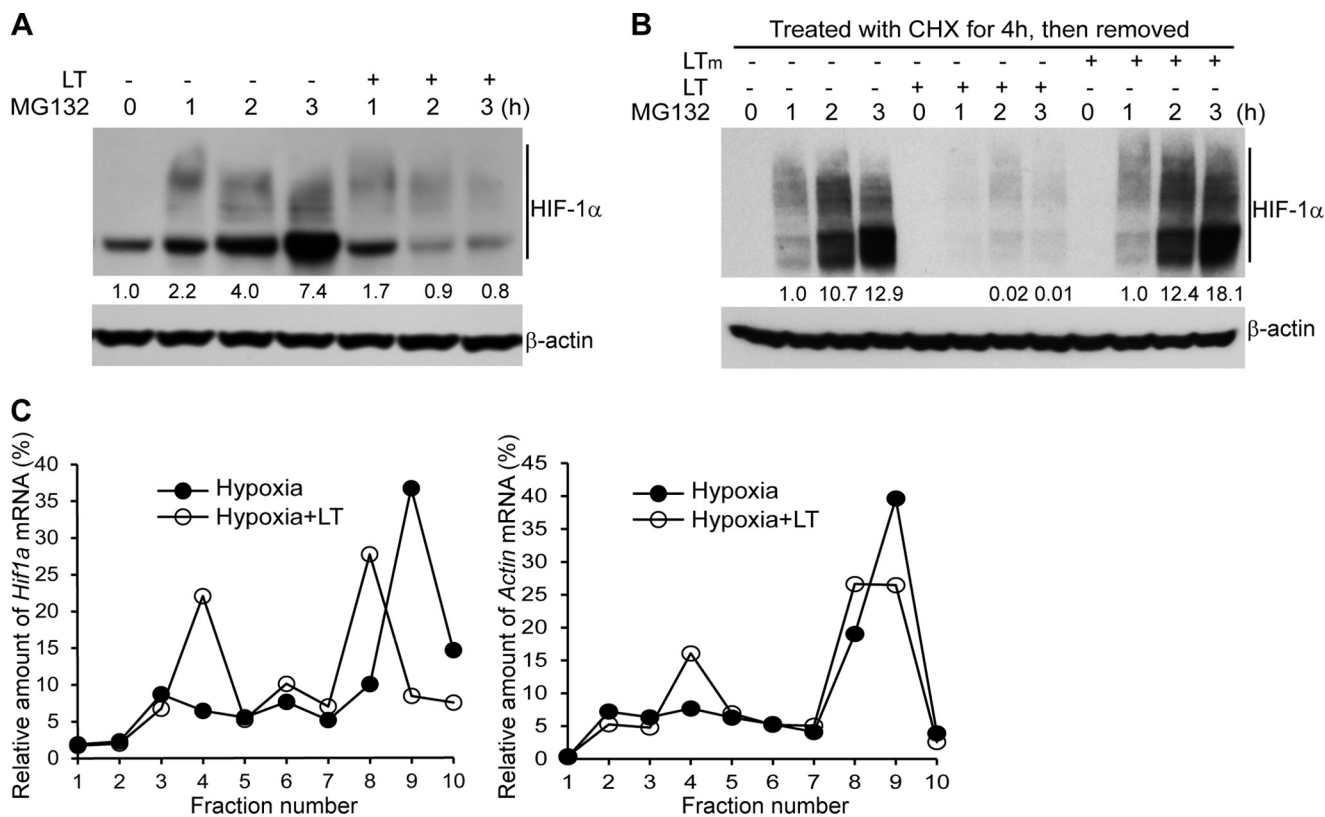 A
LT - - - - + + +
MG132 0 1 2 3 1 2 3 (h)
HIF-1α
1.0 2.2 4.0 7.4 1.7 0.9 0.8
β-actin
B
Treated with CHX for 4h, then removed
LTm - - - - - - - - + + + +
LT - - - - + + + + - - - -
MG132 0 1 2 3 0 1 2 3 0 1 2 3 (h)
HIF-1α
1.0 10.7 12.9 0.02 0.01 1.0 12.4 18.1
β-actin
C
Relative amount of Hif1a mRNA (%)
40
35
30
25
20
15
10
5
0
Hypoxia
Hypoxia+LT
1 2 3 4 5 6 7 8 9 10
Fraction number
Relative amount of Actin mRNA (%)
45
40
35
30
25
20
15
10
5
0
Hypoxia
Hypoxia+LT
1 2 3 4 5 6 7 8 9 10
Fraction number